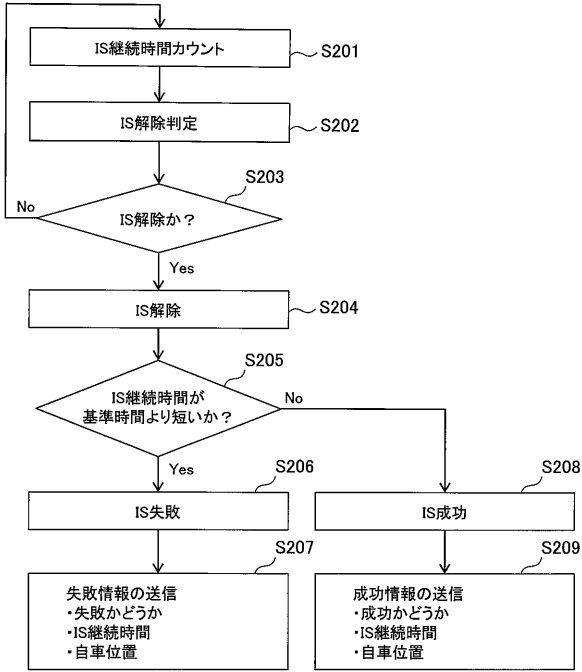 IS継続時間カウント
S201
IS解除判定
S202
S203
IS解除か？
No
Yes
IS解除
S204
S205
IS継続時間が
基準時間より短いか？
No
Yes
S206
IS失敗
S208
IS成功
S207
失敗情報の送信
・失敗かどうか
・IS継続時間
・自車位置
S209
成功情報の送信
・成功かどうか
・IS継続時間
・自車位置